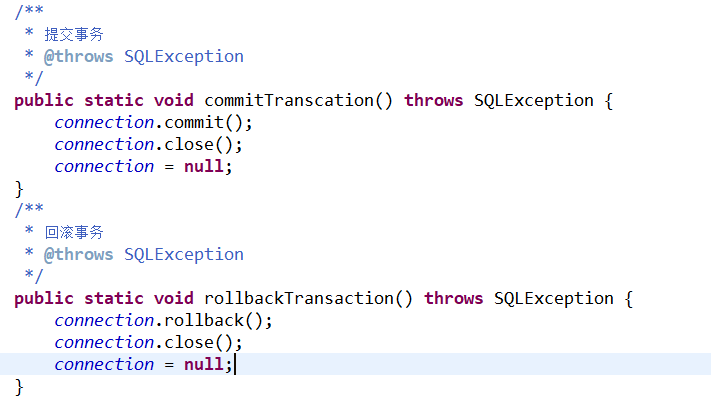 /**
 * 提交事务
 * @throws SQLException
 */
public static void commitTranscation() throws SQLException {
    connection.commit();
    connection.close();
    connection = null;
}
/**
 * 回滚事务
 * @throws SQLException
 */
public static void rollbackTransaction() throws SQLException {
    connection.rollback();
    connection.close();
    connection = null;
}